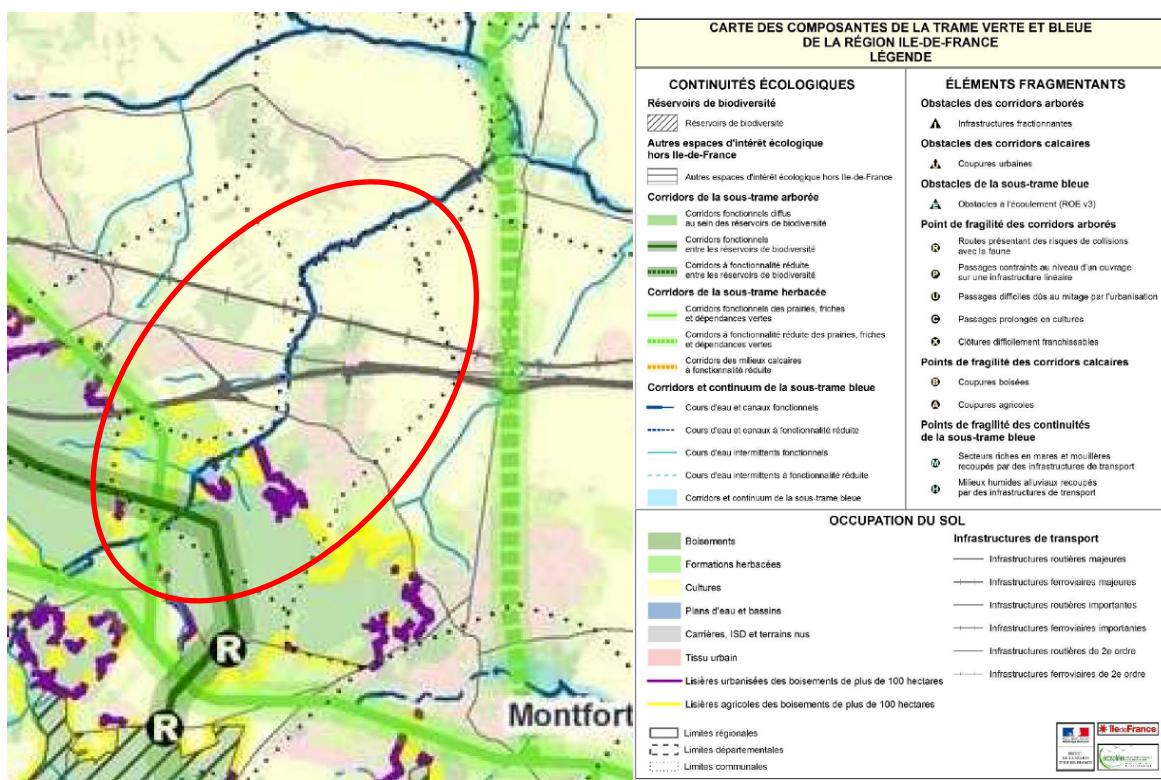 R
R
Montfort
CARTE DES COMPOSANTES DE LA TRAME VERTE ET BLEUE
DE LA RÉGION ILE-DE-FRANCE
LÉGENDE
CONTINUITÉS ÉCOLOGIQUES
Réservoirs de biodiversité
Réservoirs de biodiversité
Autres espaces d'intérêt écologique
hors Ile-de-France
Autres espaces d'intérêt écologique hors Ile-de-France
Corridors de la sous-trame arborée
Corridors fonctionnels diffus
au sein des réservoirs de biodiversité
Corridors fonctionnels
entre les réservoirs de biodiversité
Corridors à fonctionnalité réduite
entre les réservoirs de biodiversité
Corridors de la sous-trame herbacée
Corridors fonctionnels des prairies, friches
et dépendances vertes
Corridors à fonctionnalité réduite des prairies, friches
et dépendances vertes
Corridors des milieux calcaires
à fonctionnalité réduite
Corridors et continuum de la sous-trame bleue
Cours d'eau et canaux fonctionnels
Cours d'eau et canaux à fonctionnalité réduite
Cours d'eau intermittents fonctionnels
Cours d'eau intermittents à fonctionnalité réduite
Corridors et continuum de la sous-trame bleue
ÉLÉMENTS FRAGMENTANTS
Obstacles des corridors arborés
Infrastructures fractionnantes
Obstacles des corridors calcaires
Coupures urbaines
Obstacles de la sous-trame bleue
Obstacles à l'écoulement (ROE v3)
Point de fragilité des corridors arborés
R Routes présentant des risques de collisions
avec la faune
P Passages contraints au niveau d'un ouvrage
sur une infrastructure linéaire
U Passages difficiles dûs au mitage par l'urbanisation
C Passages prolongés en cultures
X Clôtures difficilement franchissables
Points de fragilité des corridors calcaires
B Coupures boisées
A Coupures agricoles
Points de fragilité des continuités
de la sous-trame bleue
M Secteurs riches en mares et mouillères
recoupés par des infrastructures de transport
H Milieux humides alluviaux recoupés
par des infrastructures de transport
OCCUPATION DU SOL
Boisements
Formations herbacées
Cultures
Plans d'eau et bassins
Carrières, ISD et terrains nus
Tissu urbain
Lisières urbanisées des boisements de plus de 100 hectares
Lisières agricoles des boisements de plus de 100 hectares
Limites régionales
Limites départementales
Limites communales
Infrastructures de transport
Infrastructures routières majeures
Infrastructures ferroviaires majeures
Infrastructures routières importantes
Infrastructures ferroviaires importantes
Infrastructures routières de 2e ordre
Infrastructures ferroviaires de 2e ordre
île de France